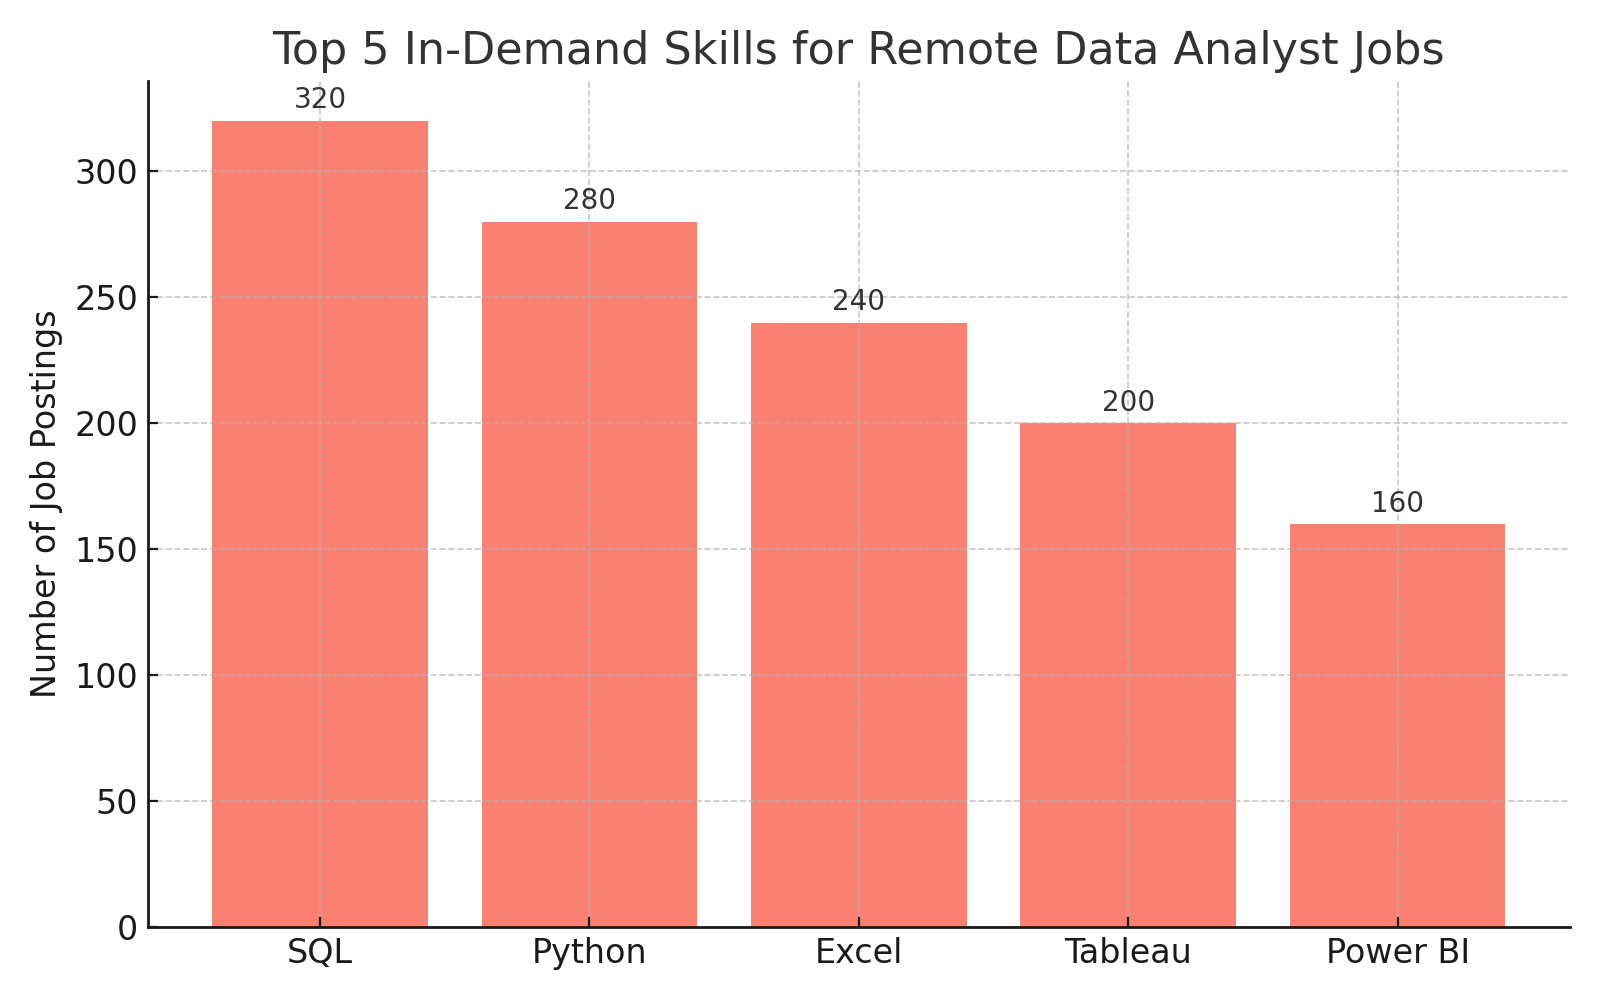 Top 5 In-Demand Skills for Remote Data Analyst Jobs
Number of Job Postings
300
250
200
150
100
50
0
320
280
240
200
160
SQL
Python
Excel
Tableau
Power BI